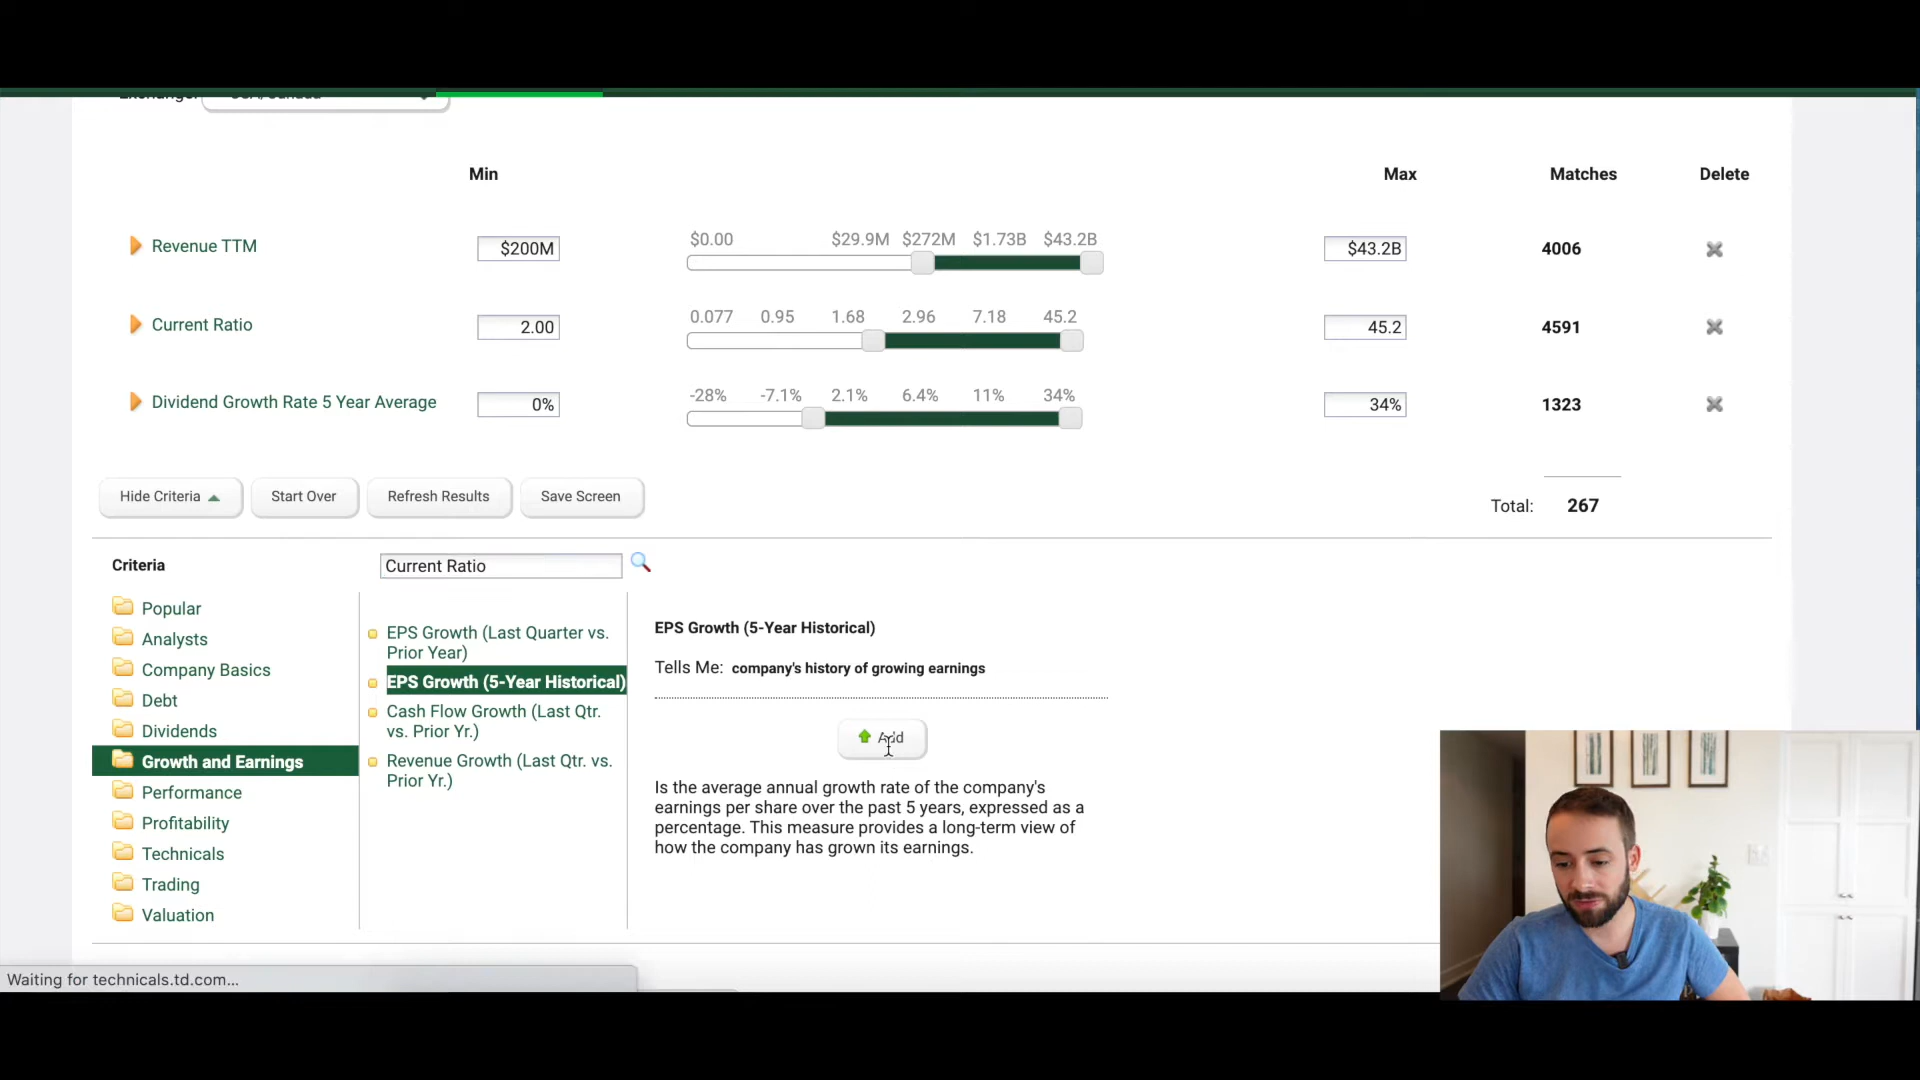 Min
Max
Matches
Delete
Revenue TTM
$200M
$0.00
$29.9M
$272M
$1.73B
$43.2B
$43.2B
4006
Current Ratio
2.00
0.077
0.95
1.68
2.96
7.18
45.2
45.2
4591
Dividend Growth Rate 5 Year Average
0%
-28%
-7.1%
2.1%
6.4%
11%
34%
34%
1323
Hide Criteria
Start Over
Refresh Results
Save Screen
Total: 267
Criteria
Current Ratio
Popular
Analysts
Company Basics
Debt
Dividends
Growth and Earnings
Performance
Profitability
Technicals
Trading
Valuation
EPS Growth (Last Quarter vs.
Prior Year)
EPS Growth (5-Year Historical)
Cash Flow Growth (Last Qtr.
vs. Prior Yr.)
Revenue Growth (Last Qtr. vs.
Prior Yr.)
EPS Growth (5-Year Historical)
Tells Me: company's history of growing earnings
Add
Is the average annual growth rate of the company's
earnings per share over the past 5 years, expressed as a
percentage. This measure provides a long-term view of
how the company has grown its earnings.
Waiting for technicals.td.com...